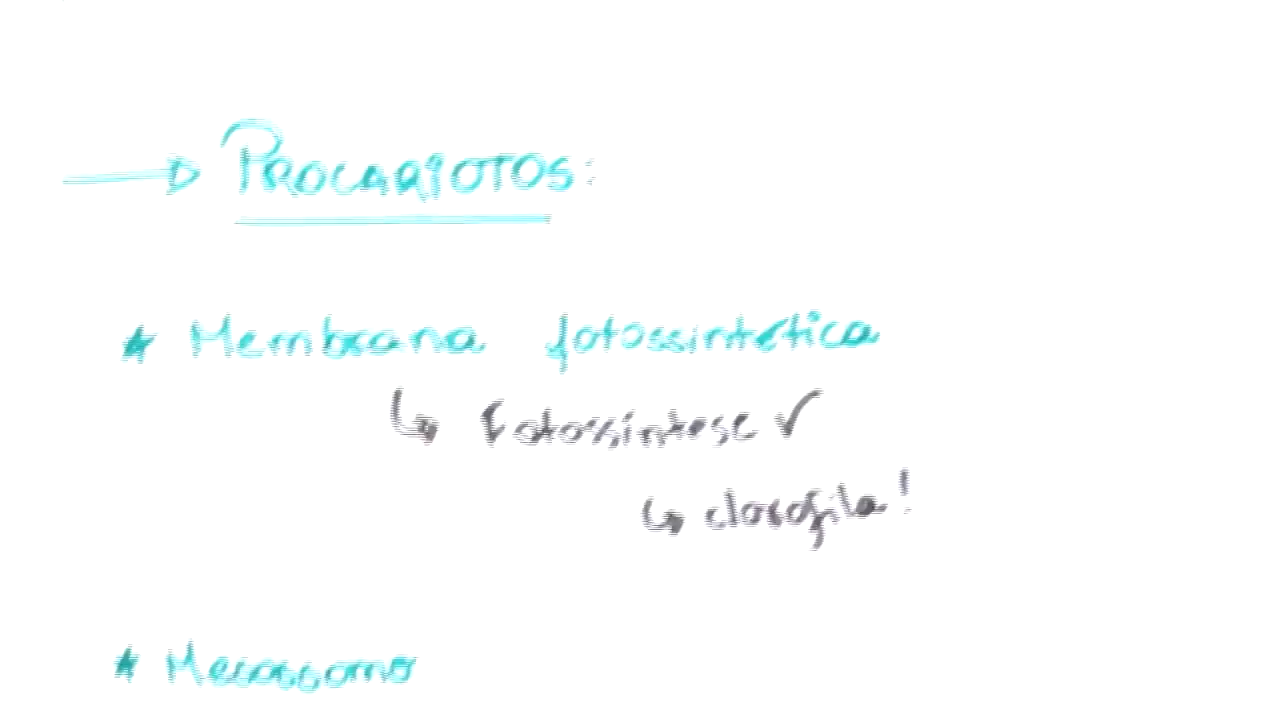 → PROCARIOTOS:
* Membrana fotossintética
↳ Fotossíntese ✓
↳ clorofila!
* Mesossomo